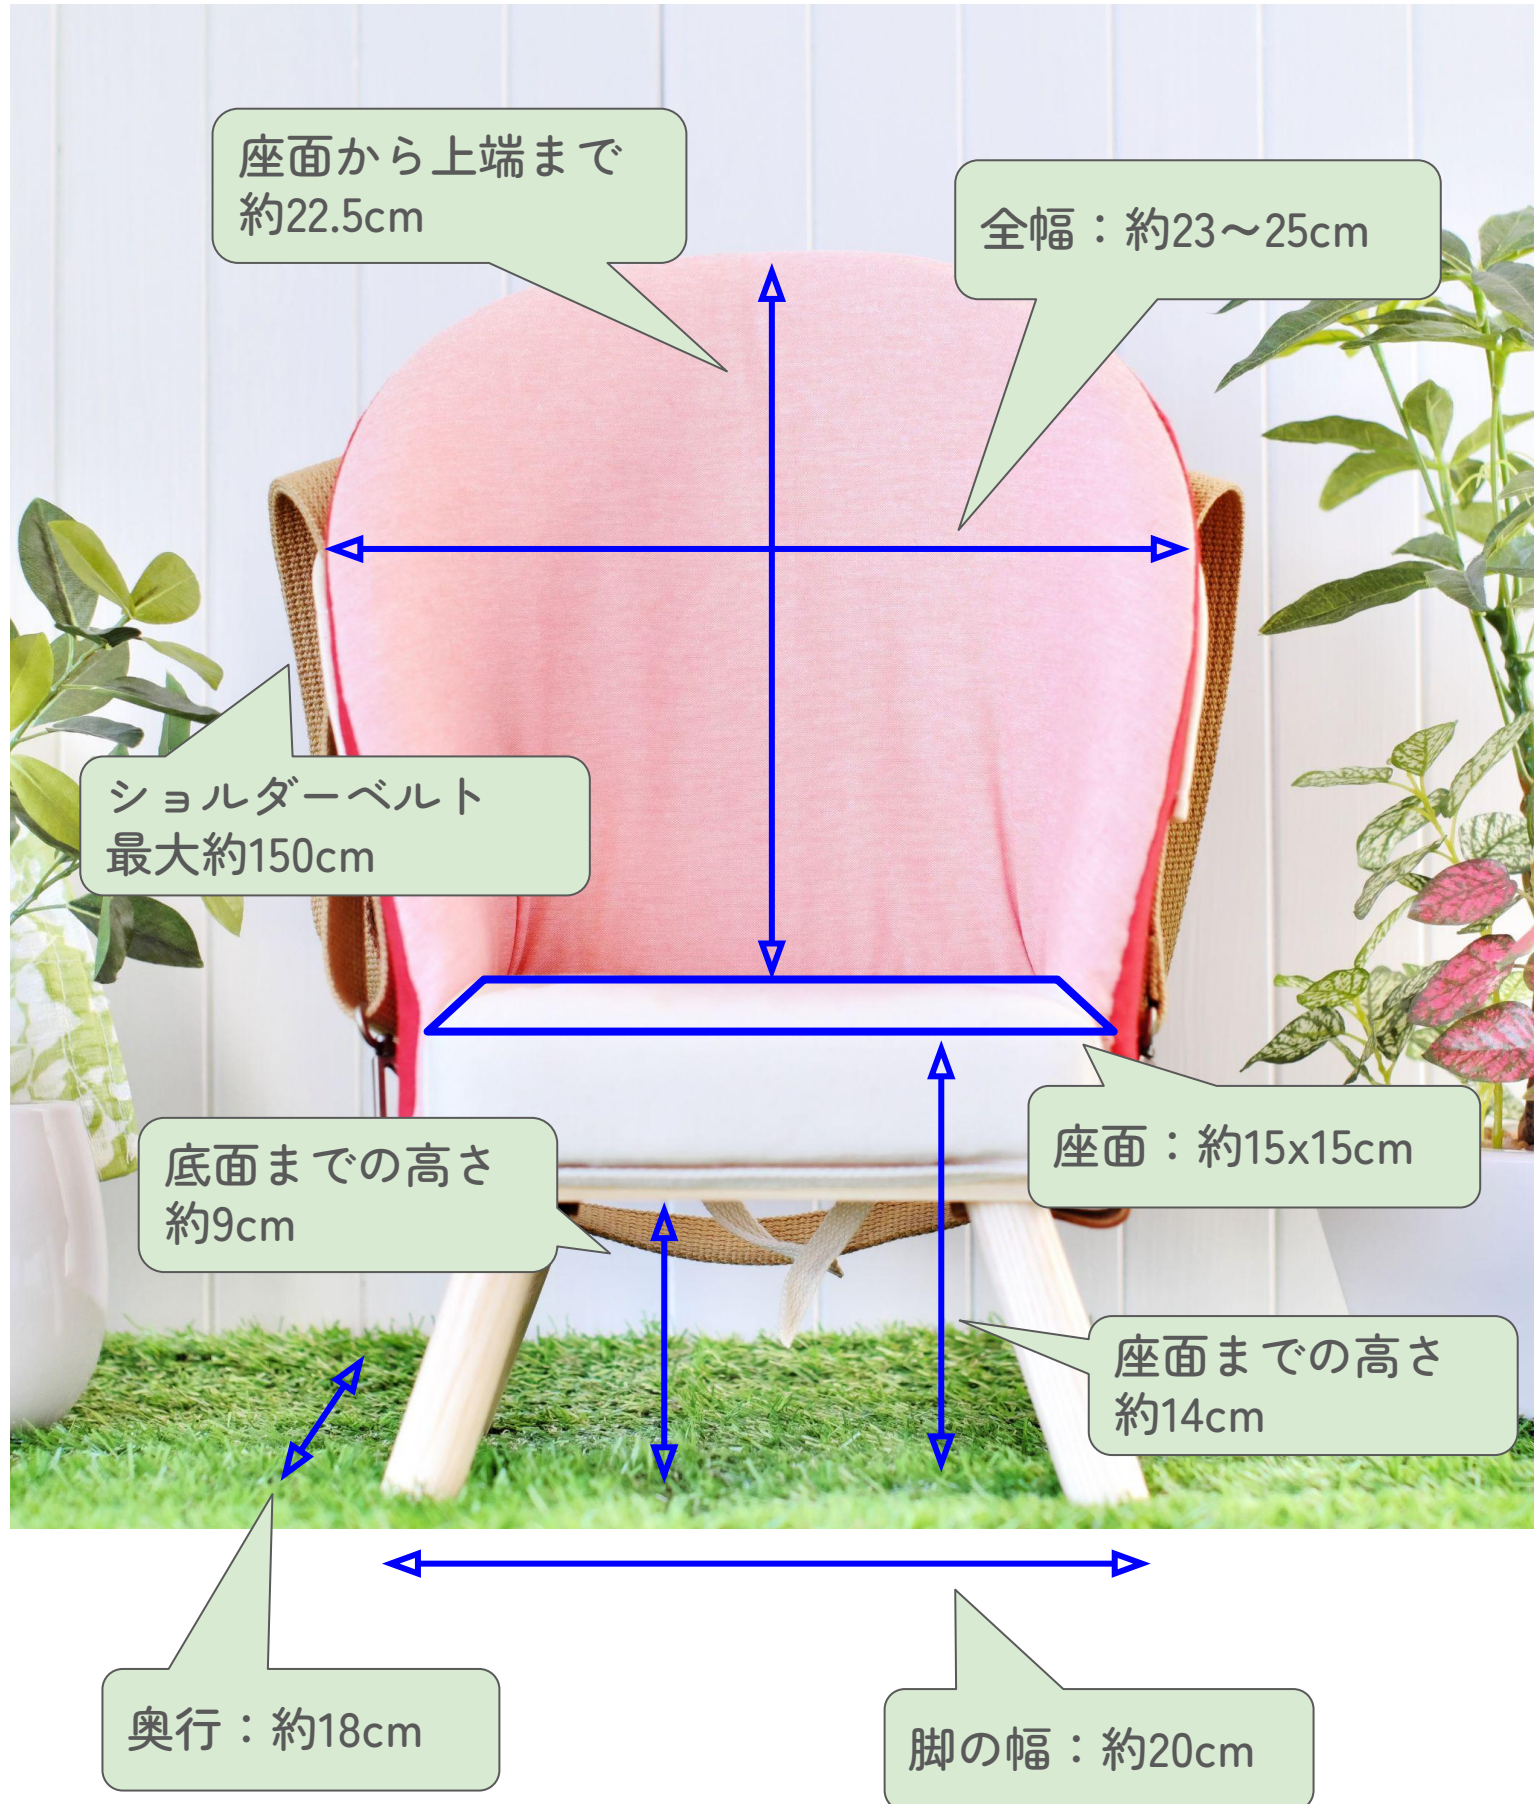 座面から上端まで
約22.5cm
全幅：約23〜25cm
ショルダーベルト
最大約150cm
底面までの高さ
約9cm
座面：約15x15cm
座面までの高さ
約14cm
奥行：約18cm
脚の幅：約20cm